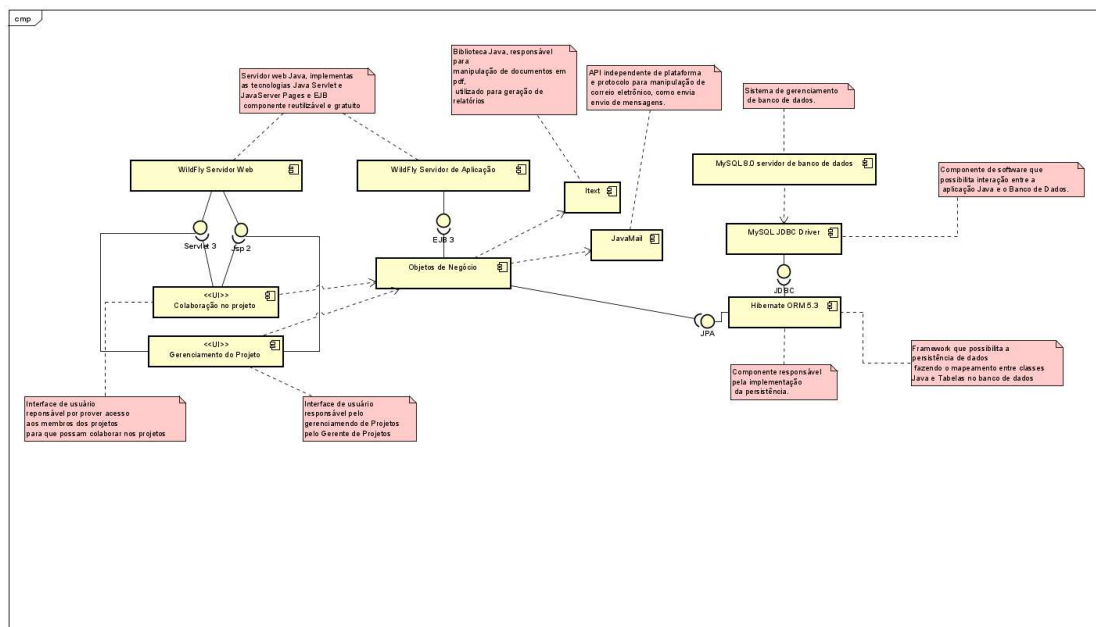 cmp
Biblioteca Java, responsável
para
manipulação de documentos em
pdf,
utilizado para geração de
relatórios
Servidor web Java, implementas
as tecnologias Java Servlet e
JavaServer Pages e EJB
componente reutilizável e gratuito
API independente de plataforma
e protocolo para manipulação de
correio eletrônico, como envia
envio de mensagens.
Sistema de gerenciamento
de banco de dados.
WildFly Servidor Web
WildFly Servidor de Aplicação
MySQL 8.0 servidor de banco de dados
Componente de software que
possibilita interação entre a
aplicação Java e o Banco de Dados.
Itext
Servlet 3
Jsp 2
EJB 3
JavaMail
MySQL JDBC Driver
Objetos de Negócio
JDBC
<<UI>>
Colaboração no projeto
Hibernate ORM 5.3
JPA
<<UI>>
Gerenciamento do Projeto
Framework que possibilita a
persistência de dados
fazendo o mapeamento entre classes
Java e Tabelas no banco de dados
Componente responsável
pela implementação
da persistência.
Interface de usuário
reponsável por prover acesso
aos membros dos projetos
para que possam colaborar nos projetos
Interface de usuário
responsável pelo
gerenciamendo de Projetos
pelo Gerente de Projetos